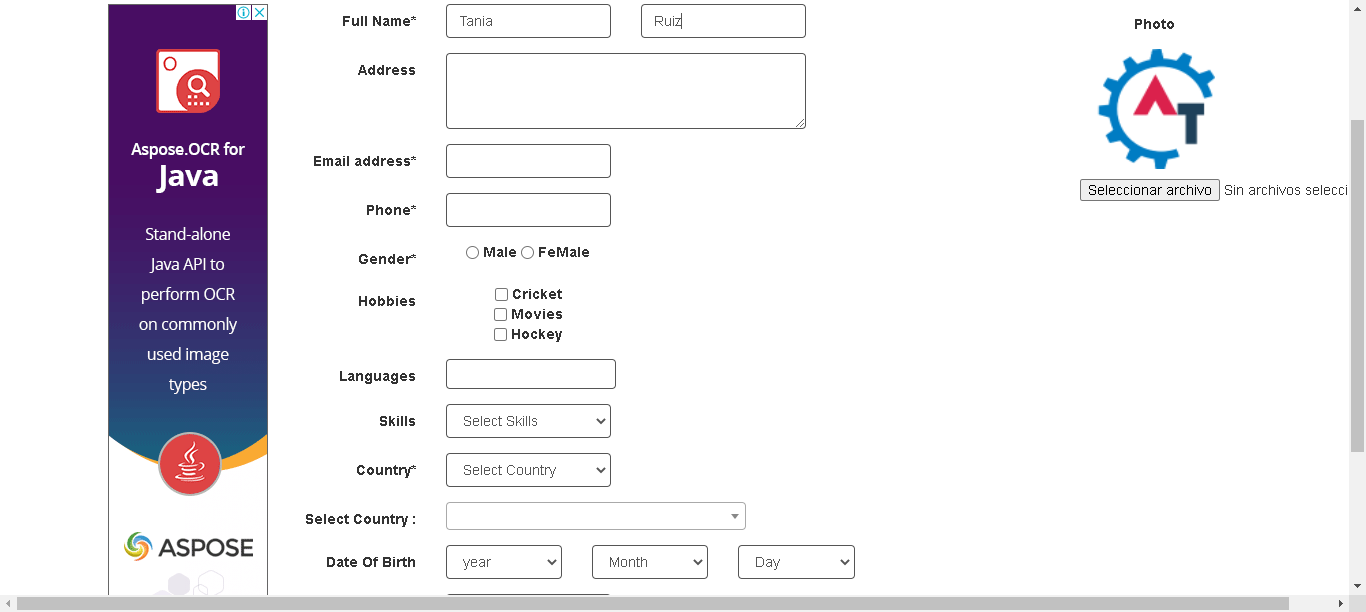 Full Name* Tania Ruiz
Photo
Address
AT
Email address*
Seleccionar archivo Sin archivos selecci
Phone*
Gender* Male FeMale
Hobbies Cricket
Movies
Hockey
Languages
Skills Select Skills
Country* Select Country
Select Country :
Date Of Birth year Month Day
Aspose.OCR for
Java
Stand-alone
Java API to
perform OCR
on commonly
used image
types
ASPOSE